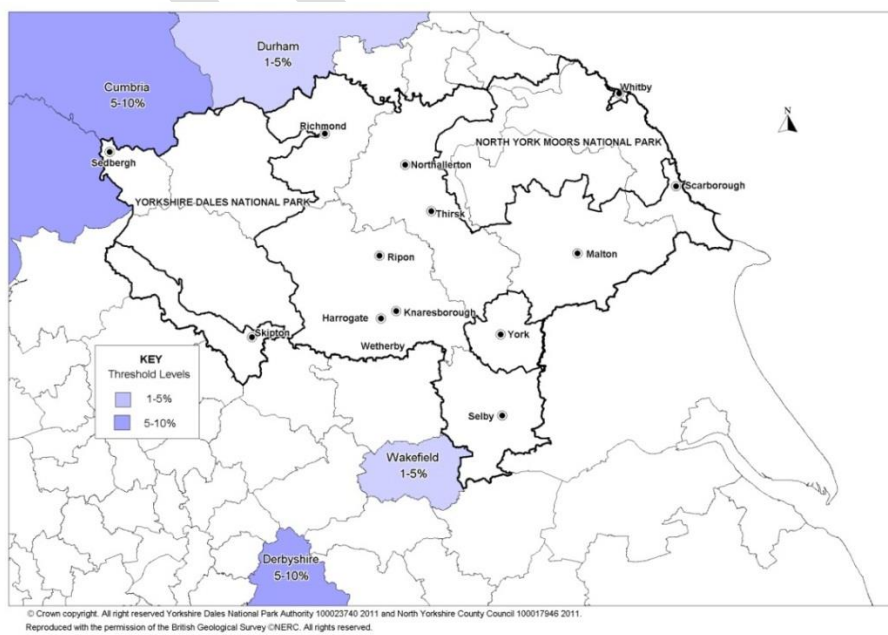 Durham
1-5%
Cumbria
5-10%
Whitby
N
Richmond
NORTH YORK MOORS NATIONAL PARK
Sedbergh
Northallerton
Scarborough
YORKSHIRE DALES NATIONAL PARK
Thirsk
Ripon
Malton
Knaresborough
Harrogate
Skipton
Wetherby
York
KEY
Threshold Levels
1-5%
5-10%
Selby
Wakefield
1-5%
Derbyshire
5-10%
© Crown copyright. All right reserved Yorkshire Dales National Park Authority 100023740 2011 and North Yorkshire County Council 100017946 2011.
Reproduced with the permission of the British Geological Survey ©NERC. All rights reserved.